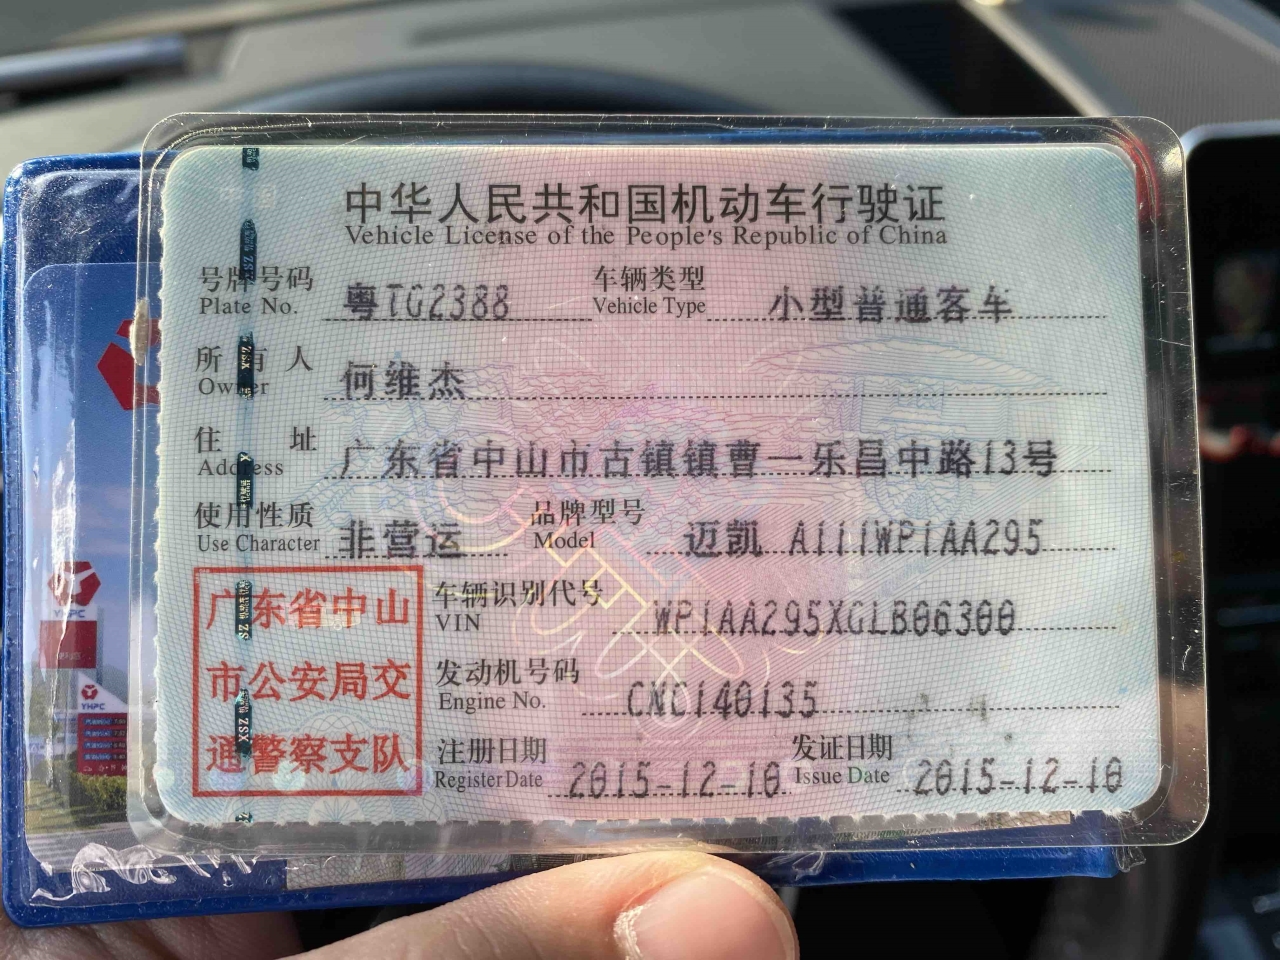 中华人民共和国机动车行驶证
Vehicle License of the People's Republic of China
号牌号码 粤TG2388 车辆类型 小型普通客车
Plate No. Vehicle Type
所有人 何维杰
Owner
住址 广东省中山市古镇镇曹一乐昌中路13号
Address
使用性质 非营运 品牌型号 迈凯 A111WP1AA295
Use Character Model
广东省中山
市公安局交
通警察支队
车辆识别代号 WP1AA295XGLB06300
VIN
发动机号码 CNC140135
Engine No.
注册日期 2015-12-10 发证日期 2015-12-10
Register Date Issue Date
YHPC
YHPC